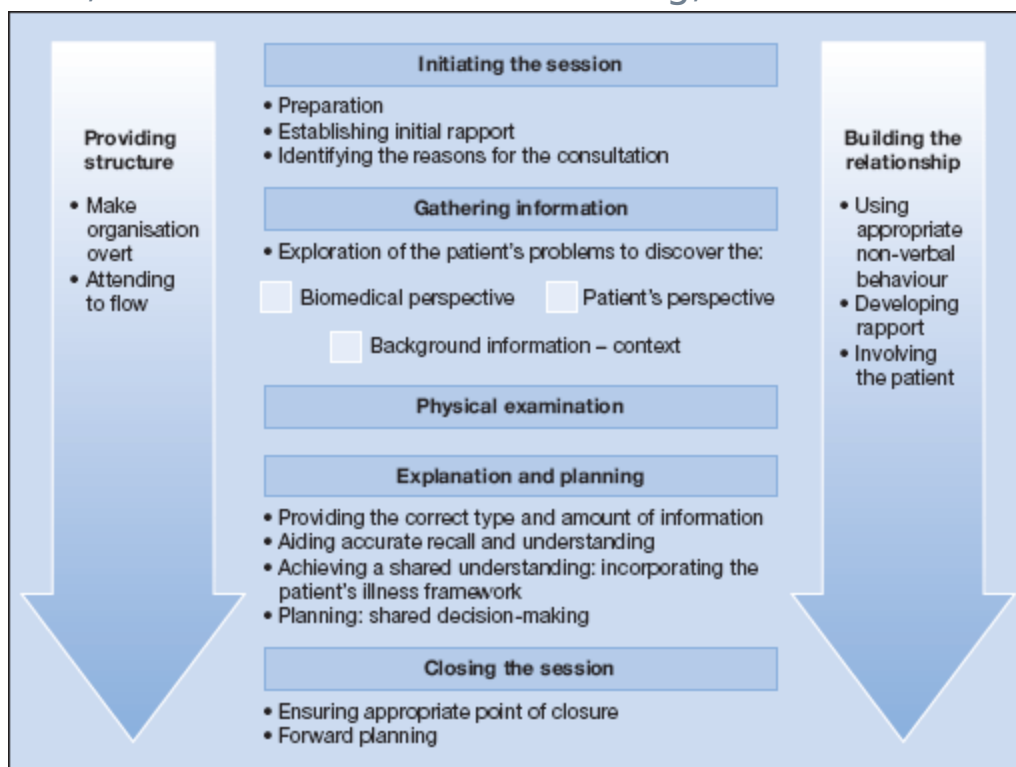 Providing
structure
• Make
organisation
overt
• Attending
to flow
Initiating the session
• Preparation
• Establishing initial rapport
• Identifying the reasons for the consultation
Gathering information
• Exploration of the patient's problems to discover the:
Biomedical perspective
Patient's perspective
Background information – context
Physical examination
Explanation and planning
• Providing the correct type and amount of information
• Aiding accurate recall and understanding
• Achieving a shared understanding: incorporating the
patient's illness framework
• Planning: shared decision-making
Closing the session
• Ensuring appropriate point of closure
• Forward planning
Building the
relationship
• Using
appropriate
non-verbal
behaviour
• Developing
rapport
• Involving
the patient